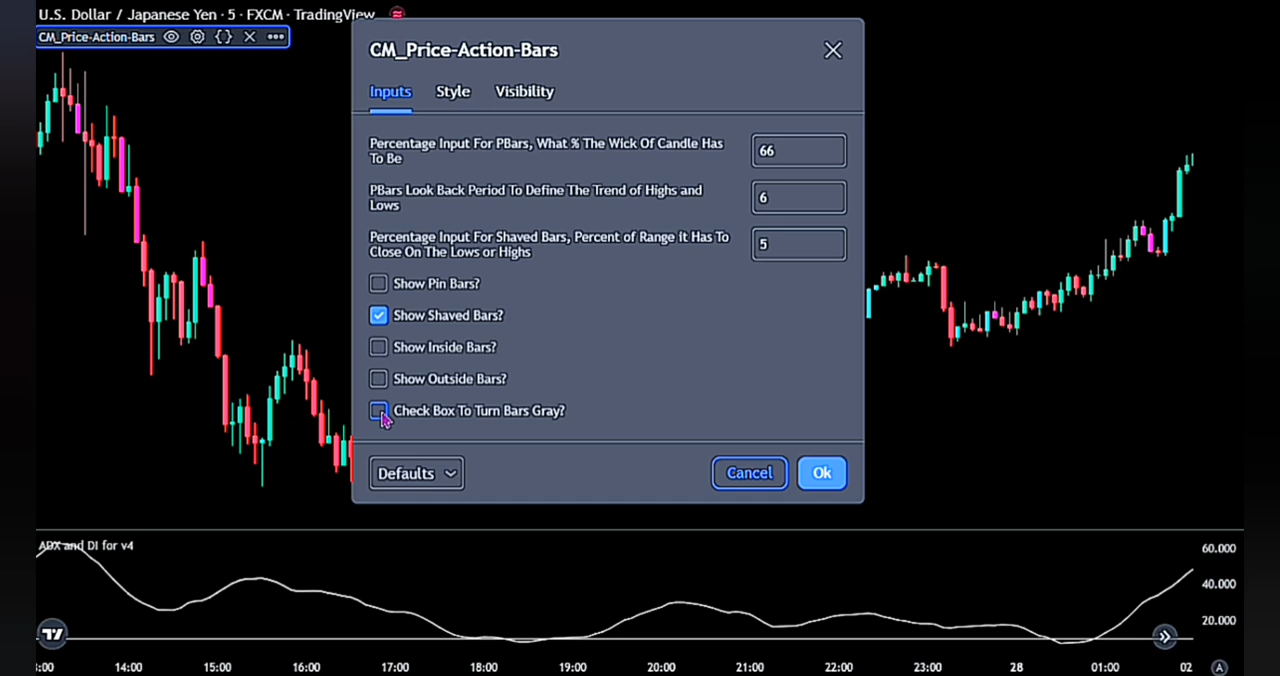 U.S. Dollar / Japanese Yen · 5 · FXCM · TradingView
CM_Price-Action-Bars
CM_Price-Action-Bars
Inputs Style Visibility
Percentage Input For PBars, What % The Wick Of Candle Has
To Be
66
PBars Look Back Period To Define The Trend of Highs and
Lows
6
Percentage Input For Shaved Bars, Percent of Range it Has To
Close On The Lows or Highs
5
Show Pin Bars?
Show Shaved Bars?
Show Inside Bars?
Show Outside Bars?
Check Box To Turn Bars Gray?
Defaults Cancel Ok
ADX and DI for v4
60.000
40.000
20.000
:00 14:00 15:00 16:00 17:00 18:00 19:00 20:00 21:00 22:00 23:00 28 01:00 02 A